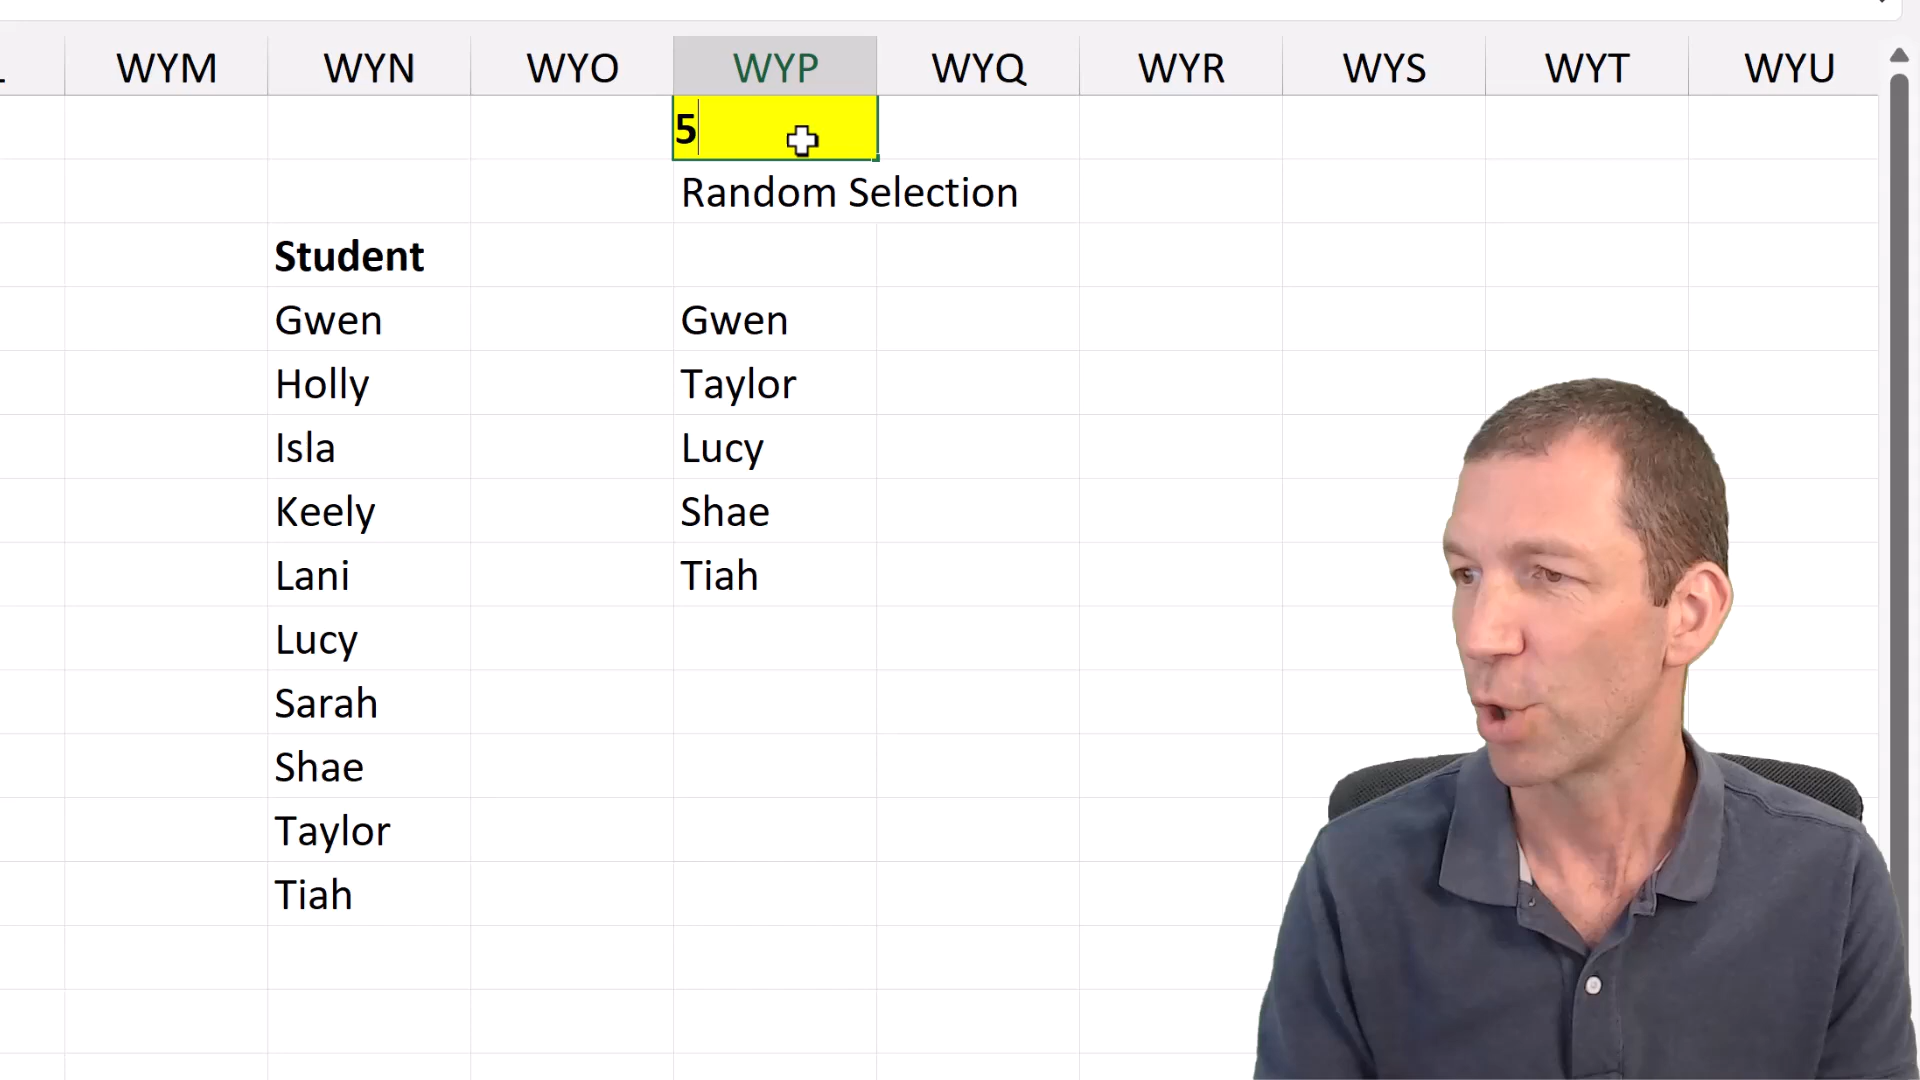 WYM WYN WYO WYP WYQ WYR WYS WYT WYU
5
Random Selection
Student
Gwen Gwen
Holly Taylor
Isla Lucy
Keely Shae
Lani Tiah
Lucy
Sarah
Shae
Taylor
Tiah